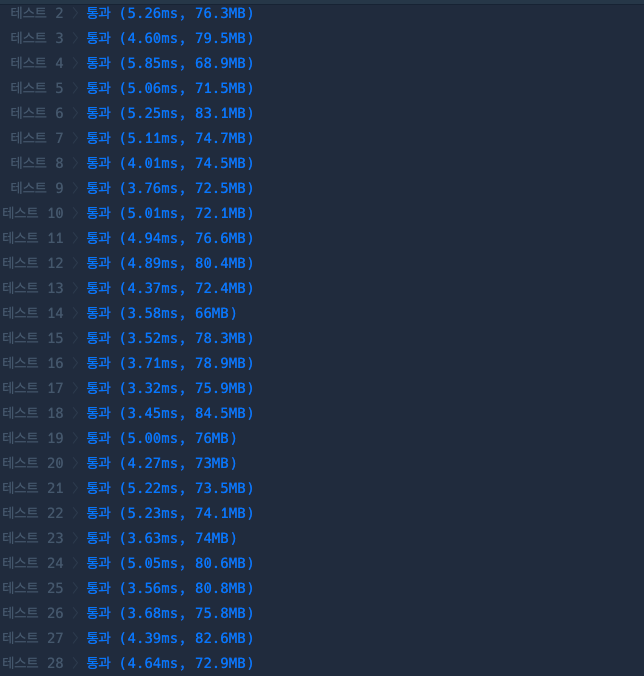 테스트 2 > 통과 (5.26ms, 76.3MB)
테스트 3 > 통과 (4.60ms, 79.5MB)
테스트 4 > 통과 (5.85ms, 68.9MB)
테스트 5 > 통과 (5.06ms, 71.5MB)
테스트 6 > 통과 (5.25ms, 83.1MB)
테스트 7 > 통과 (5.11ms, 74.7MB)
테스트 8 > 통과 (4.01ms, 74.5MB)
테스트 9 > 통과 (3.76ms, 72.5MB)
테스트 10 > 통과 (5.01ms, 72.1MB)
테스트 11 > 통과 (4.94ms, 76.6MB)
테스트 12 > 통과 (4.89ms, 80.4MB)
테스트 13 > 통과 (4.37ms, 72.4MB)
테스트 14 > 통과 (3.58ms, 66MB)
테스트 15 > 통과 (3.52ms, 78.3MB)
테스트 16 > 통과 (3.71ms, 78.9MB)
테스트 17 > 통과 (3.32ms, 75.9MB)
테스트 18 > 통과 (3.45ms, 84.5MB)
테스트 19 > 통과 (5.00ms, 76MB)
테스트 20 > 통과 (4.27ms, 73MB)
테스트 21 > 통과 (5.22ms, 73.5MB)
테스트 22 > 통과 (5.23ms, 74.1MB)
테스트 23 > 통과 (3.63ms, 74MB)
테스트 24 > 통과 (5.05ms, 80.6MB)
테스트 25 > 통과 (3.56ms, 80.8MB)
테스트 26 > 통과 (3.68ms, 75.8MB)
테스트 27 > 통과 (4.39ms, 82.6MB)
테스트 28 > 통과 (4.64ms, 72.9MB)